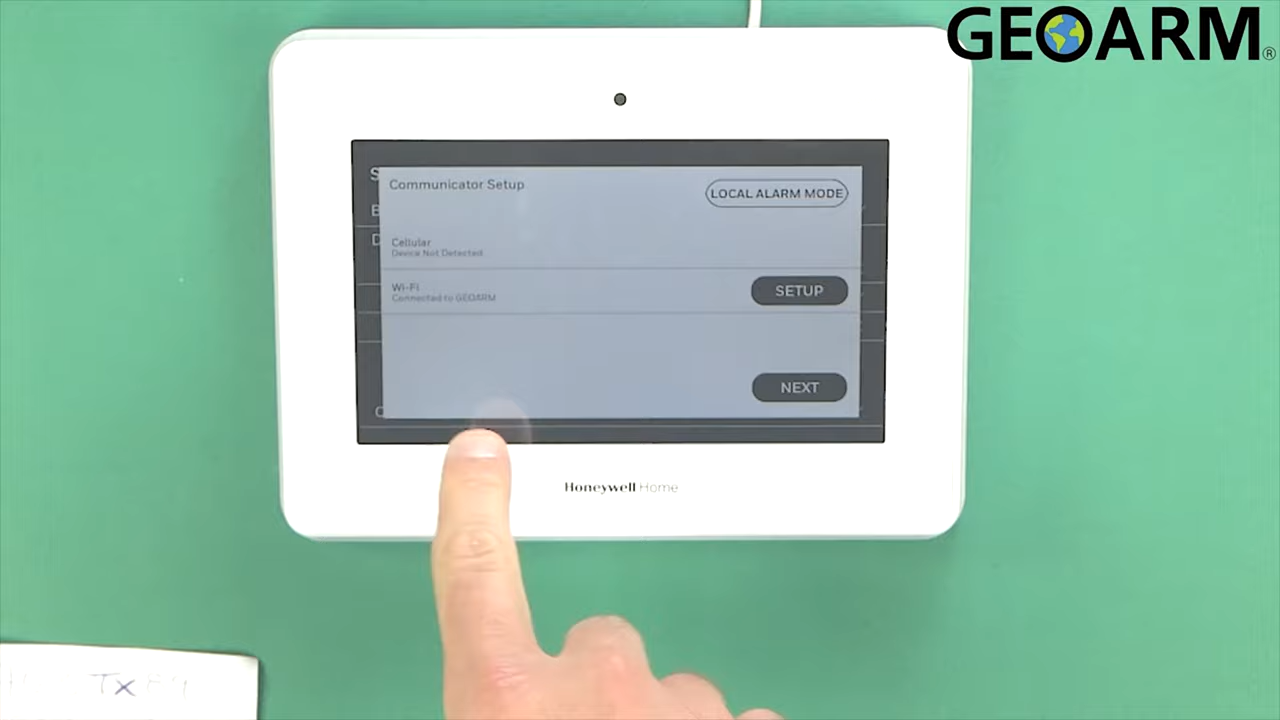 GEOARM®
Communicator Setup
LOCAL ALARM MODE
Cellular
Device Not Detected
Wi-Fi
Connected to GEOARM
SETUP
NEXT
Honeywell Home